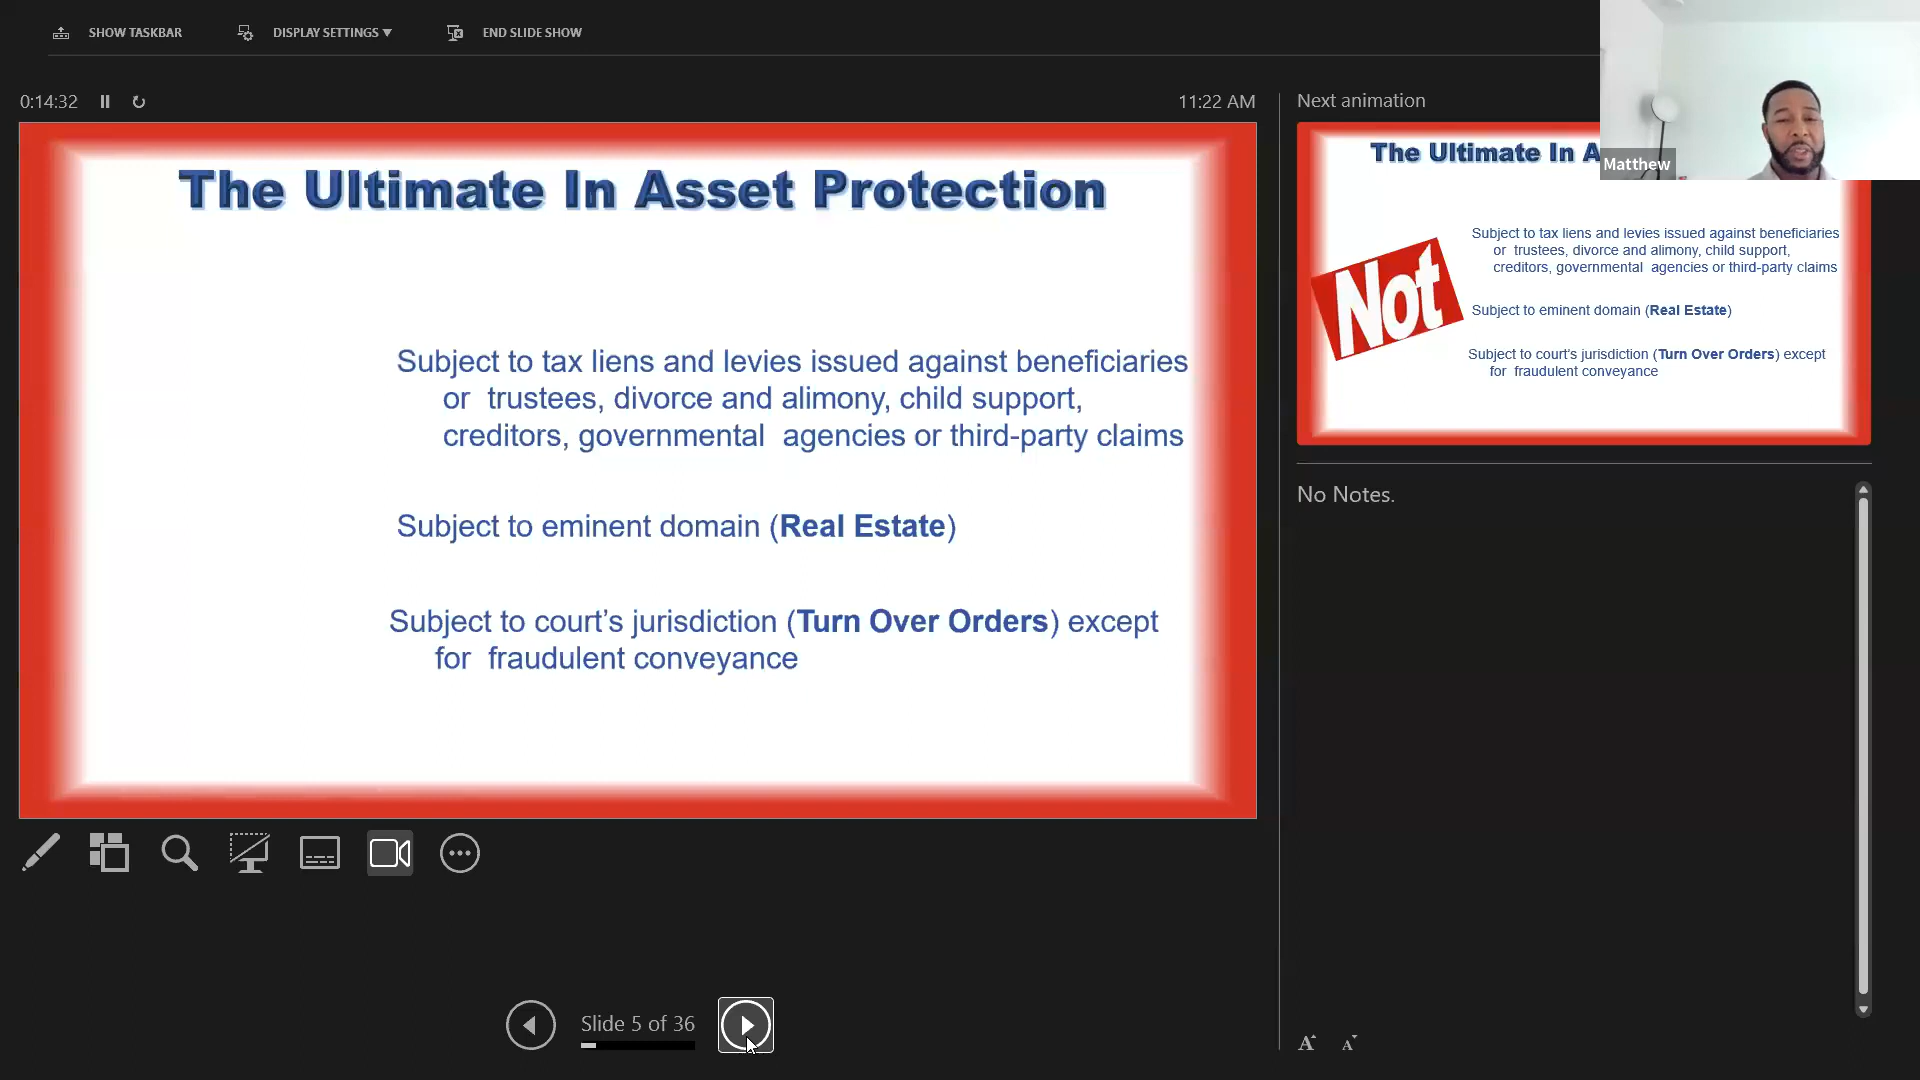 SHOW TASKBAR
DISPLAY SETTINGS ▼
END SLIDE SHOW
0:14:32
11:22 AM
The Ultimate In Asset Protection
Subject to tax liens and levies issued against beneficiaries
or trustees, divorce and alimony, child support,
creditors, governmental agencies or third-party claims
Subject to eminent domain (Real Estate)
Subject to court's jurisdiction (Turn Over Orders) except
for fraudulent conveyance
Slide 5 of 36
Next animation
Matthew
The Ultimate In A
Not
Subject to tax liens and levies issued against beneficiaries
or trustees, divorce and alimony, child support,
creditors, governmental agencies or third-party claims
Subject to eminent domain (Real Estate)
Subject to court's jurisdiction (Turn Over Orders) except
for fraudulent conveyance
No Notes.
A A